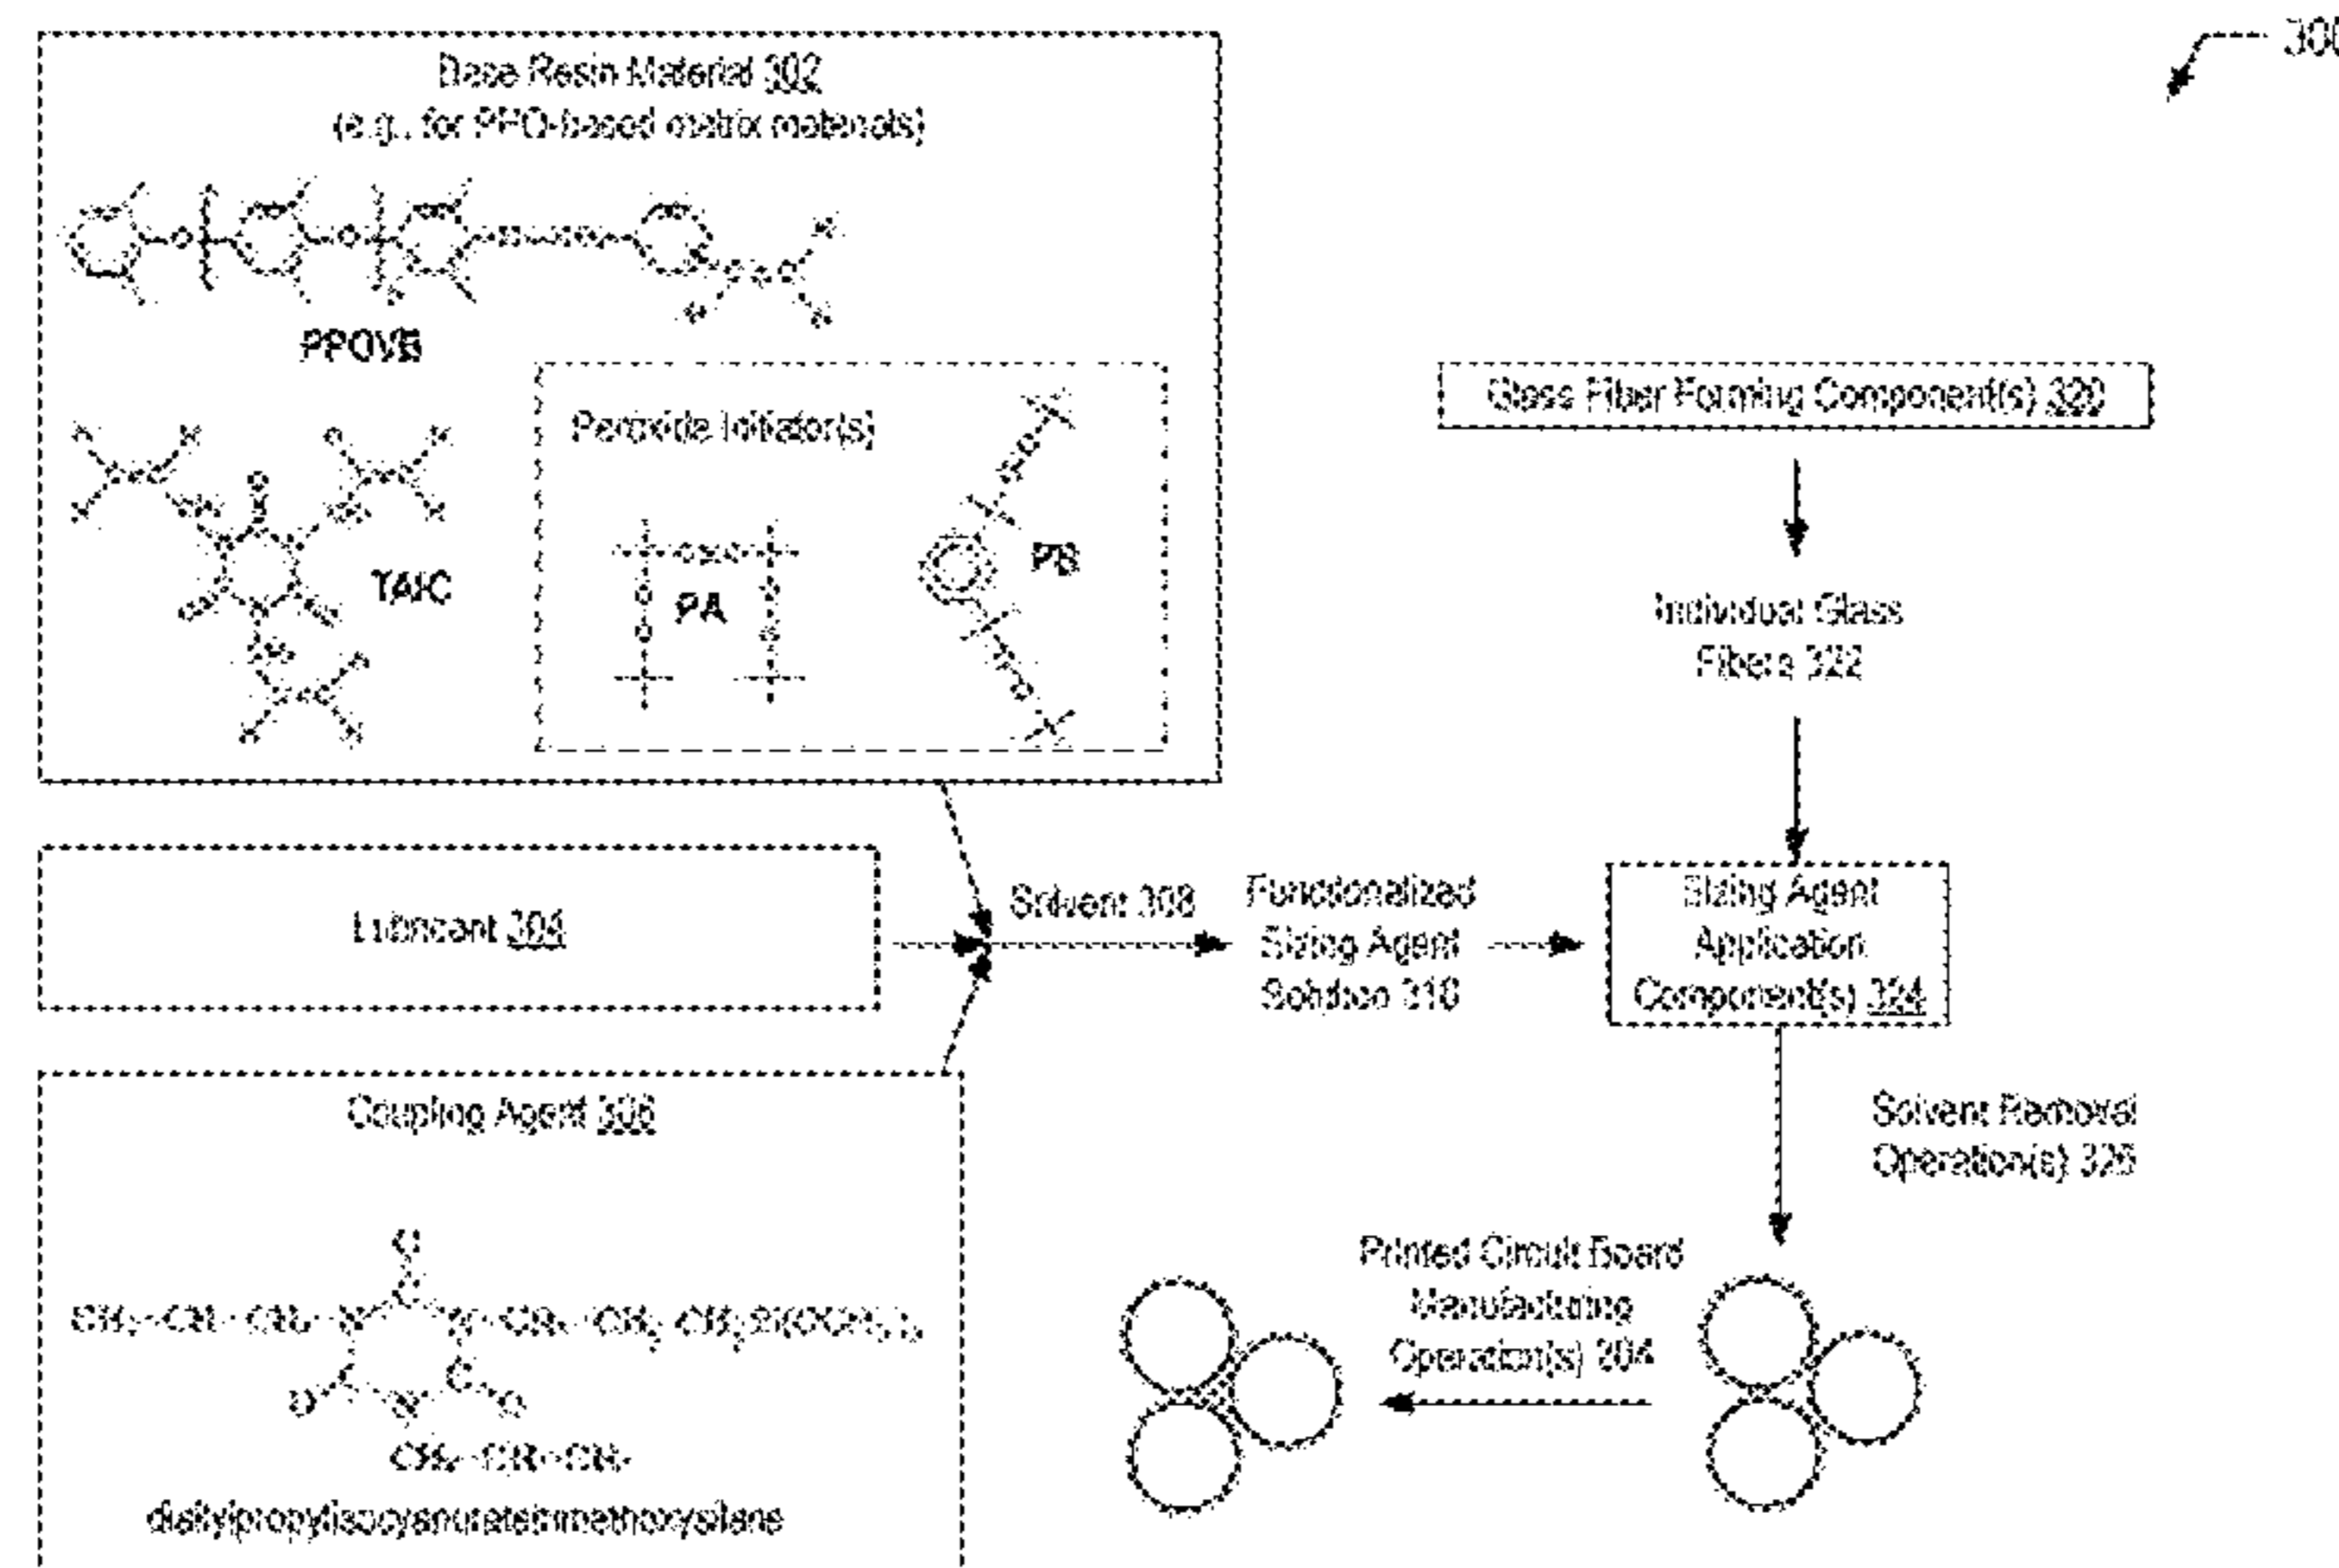 300
Base Resin Material 302
(e.g., for PPO-based matrix materials)
PPOVB
Peroxide Initiator(s)
PA
PB
TAIC
Glass Fiber Forming Component(s) 320
Individual Glass
Fibers 322
Lubricant 304
Solvent 308
Functionalized
Sizing Agent
Solution 310
Sizing Agent
Application
Component(s) 324
Coupling Agent 306
Solvent Removal
Operation(s) 326
Printed Circuit Board
Manufacturing
Operation(s) 204
diallylpropylisocyanuratetrimethoxysilane